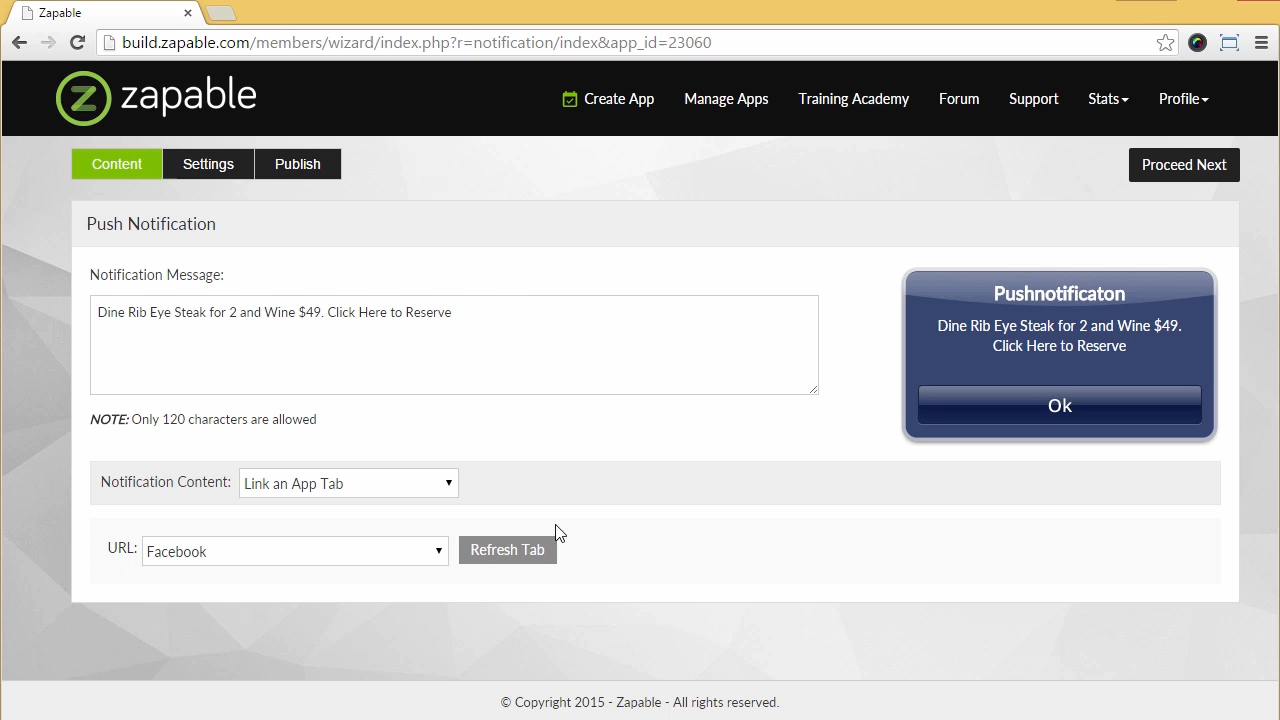 Zapable
build.zapable.com/members/wizard/index.php?r=notification/index&app_id=23060
zapable
Create App
Manage Apps
Training Academy
Forum
Support
Stats
Profile
Content
Settings
Publish
Proceed Next
Push Notification
Notification Message:
Dine Rib Eye Steak for 2 and Wine $49. Click Here to Reserve
NOTE: Only 120 characters are allowed
Pushnotificaton
Dine Rib Eye Steak for 2 and Wine $49.
Click Here to Reserve
Ok
Notification Content:
Link an App Tab
URL:
Facebook
Refresh Tab
© Copyright 2015 - Zapable - All rights reserved.